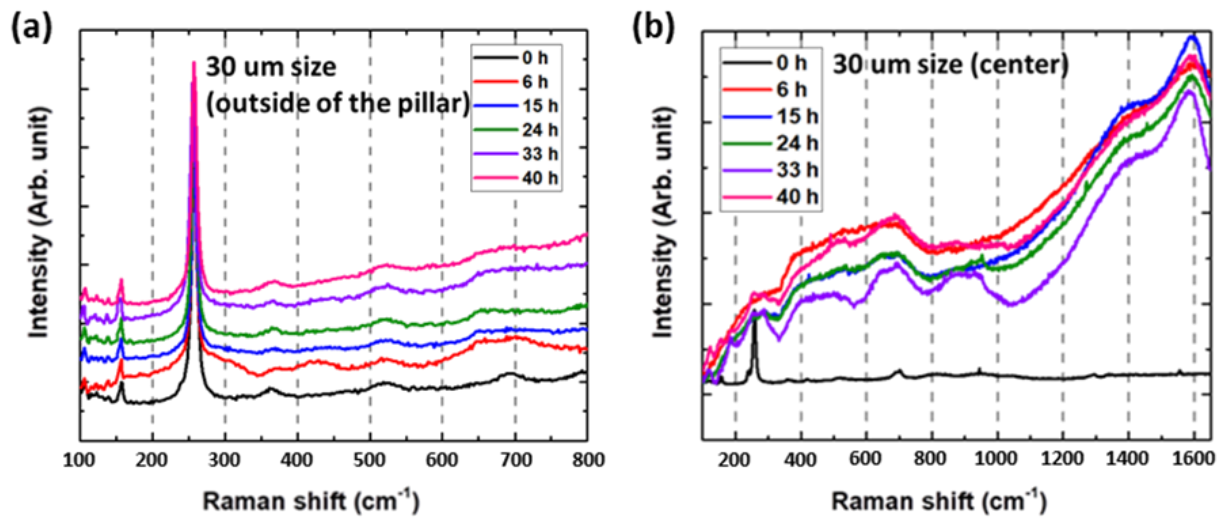 (a)
30 um size
(outside of the pillar)
0 h
6 h
15 h
24 h
33 h
40 h
Intensity (Arb. unit)
100 200 300 400 500 600 700 800
Raman shift (cm⁻¹)
(b)
30 um size (center)
0 h
6 h
15 h
24 h
33 h
40 h
Intensity (Arb. unit)
200 400 600 800 1000 1200 1400 1600
Raman shift (cm⁻¹)